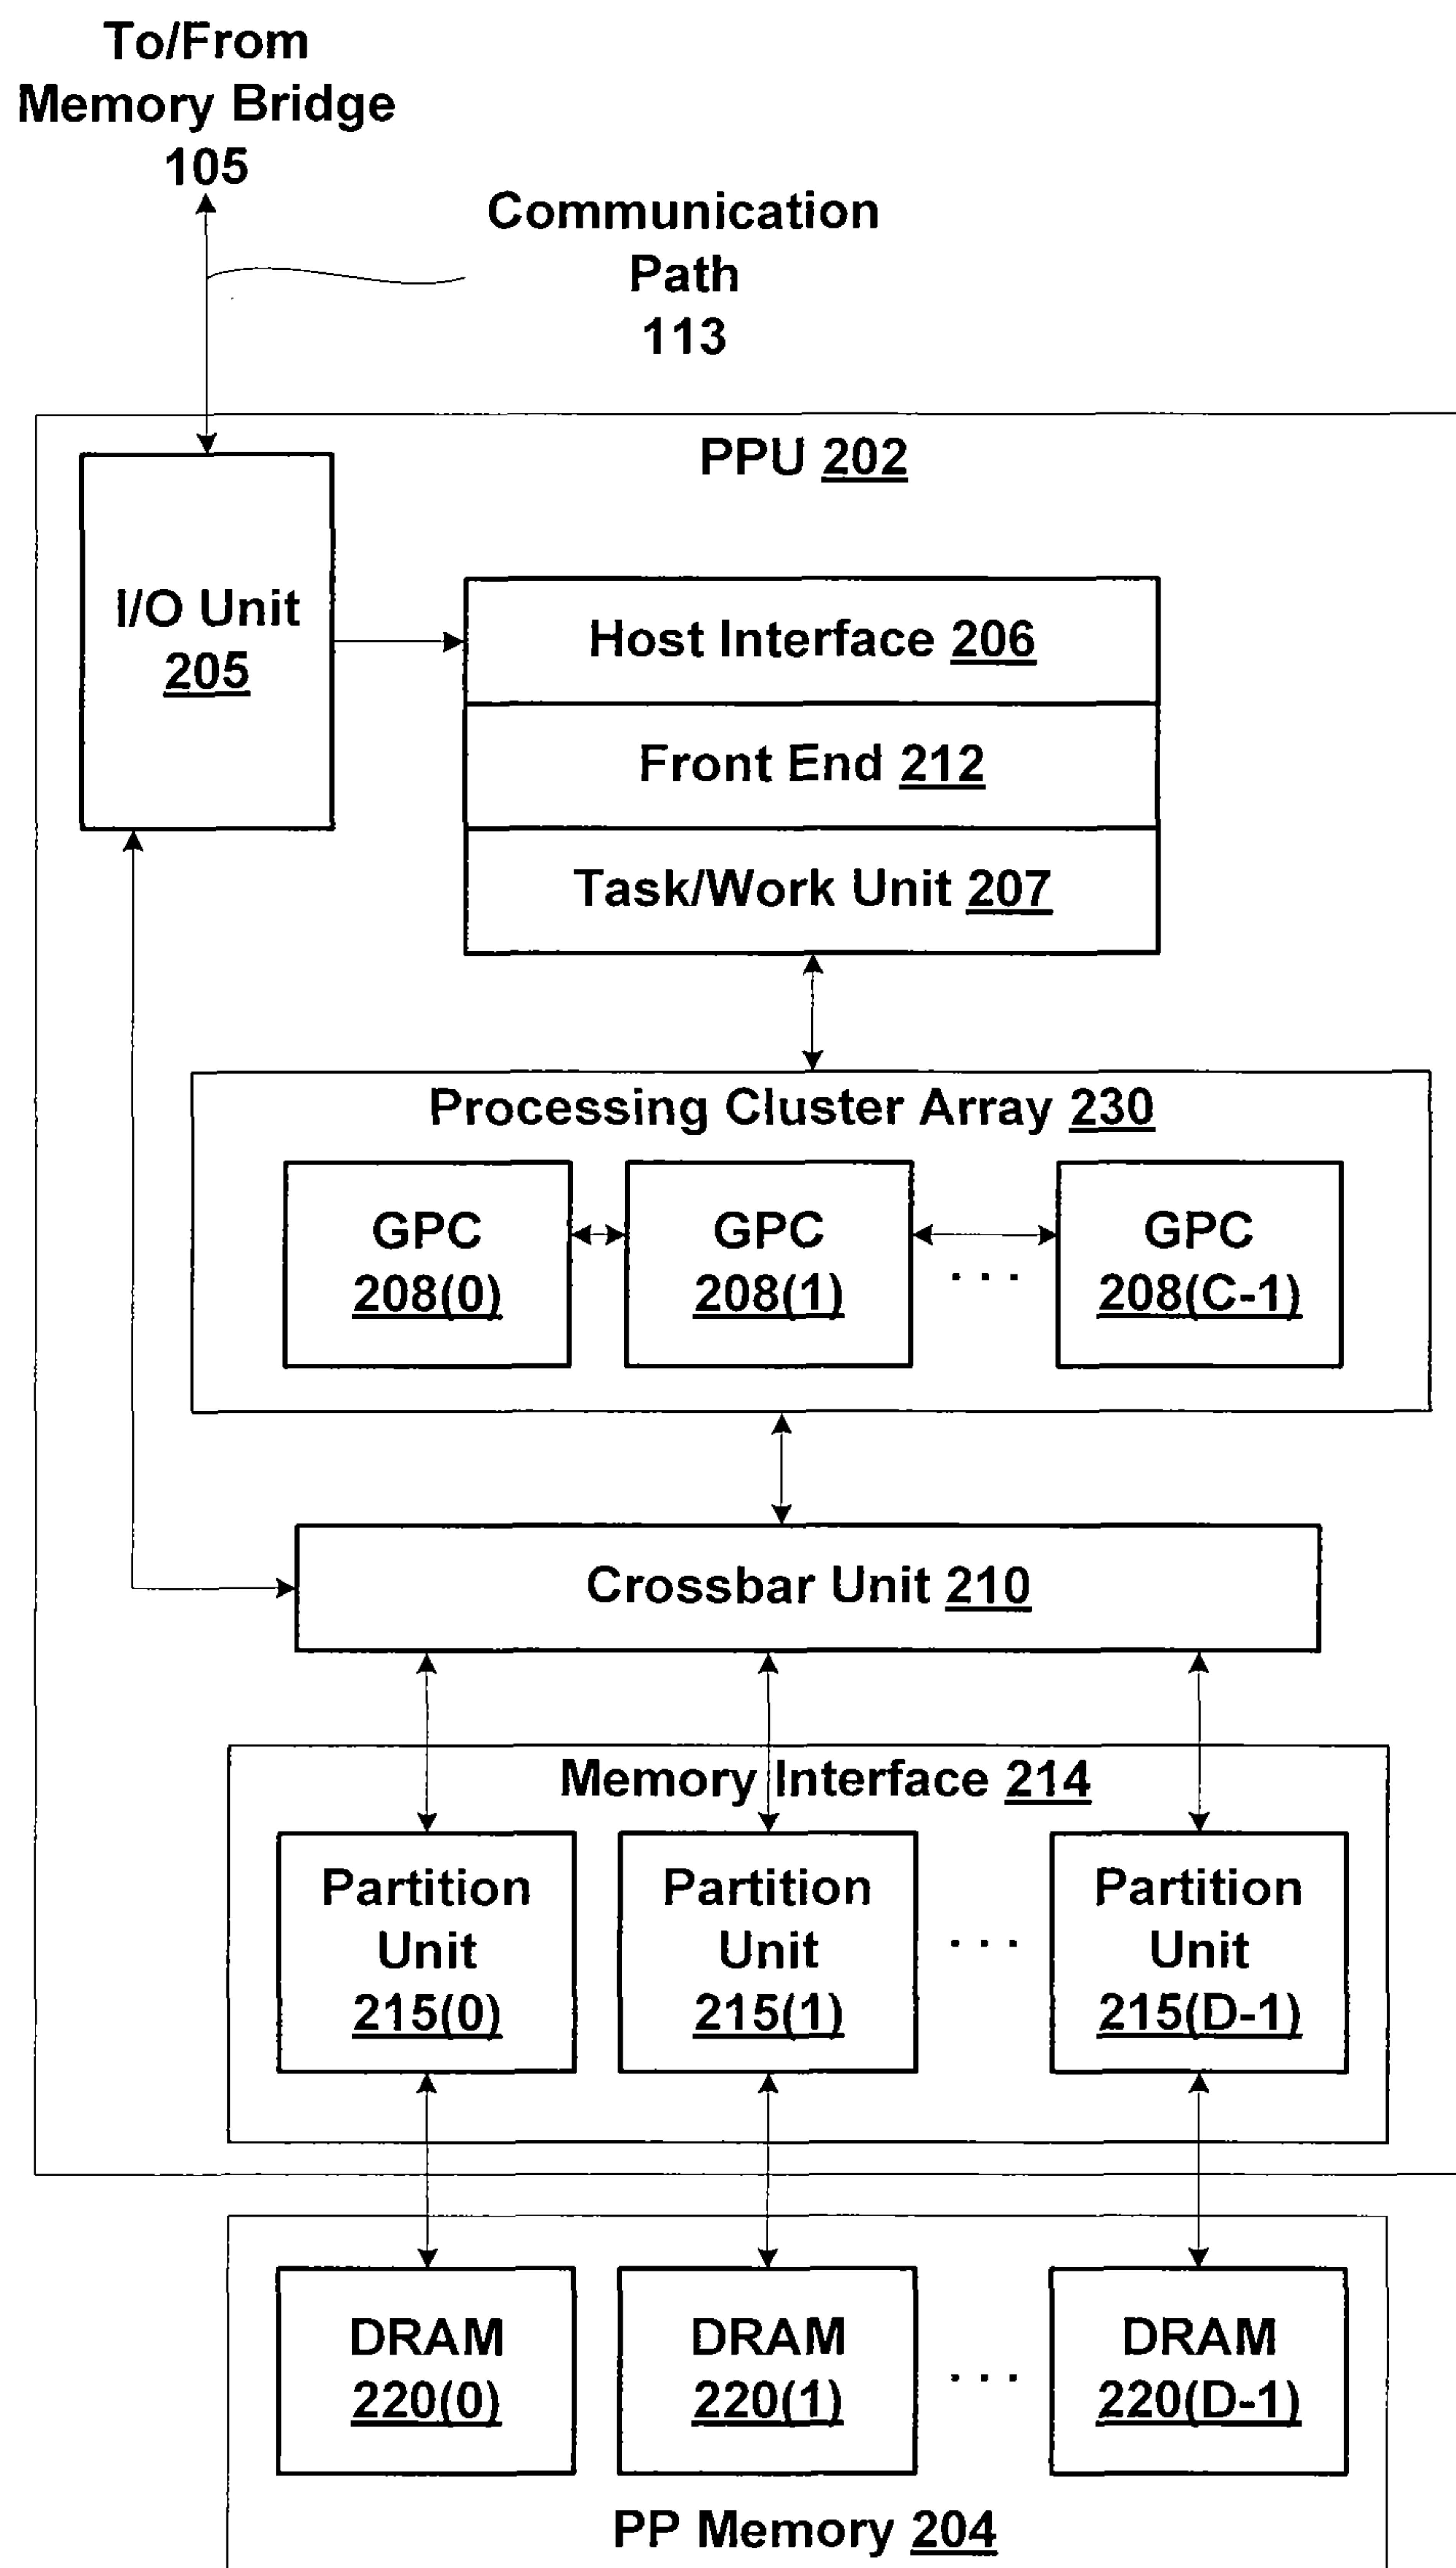 To/From
Memory Bridge
105
Communication
Path
113
PPU 202
I/O Unit
205
Host Interface 206
Front End 212
Task/Work Unit 207
Processing Cluster Array 230
GPC
208(0)
GPC
208(1)
. . .
GPC
208(C-1)
Crossbar Unit 210
Memory Interface 214
Partition
Unit
215(0)
Partition
Unit
215(1)
. . .
Partition
Unit
215(D-1)
DRAM
220(0)
DRAM
220(1)
. . .
DRAM
220(D-1)
PP Memory 204